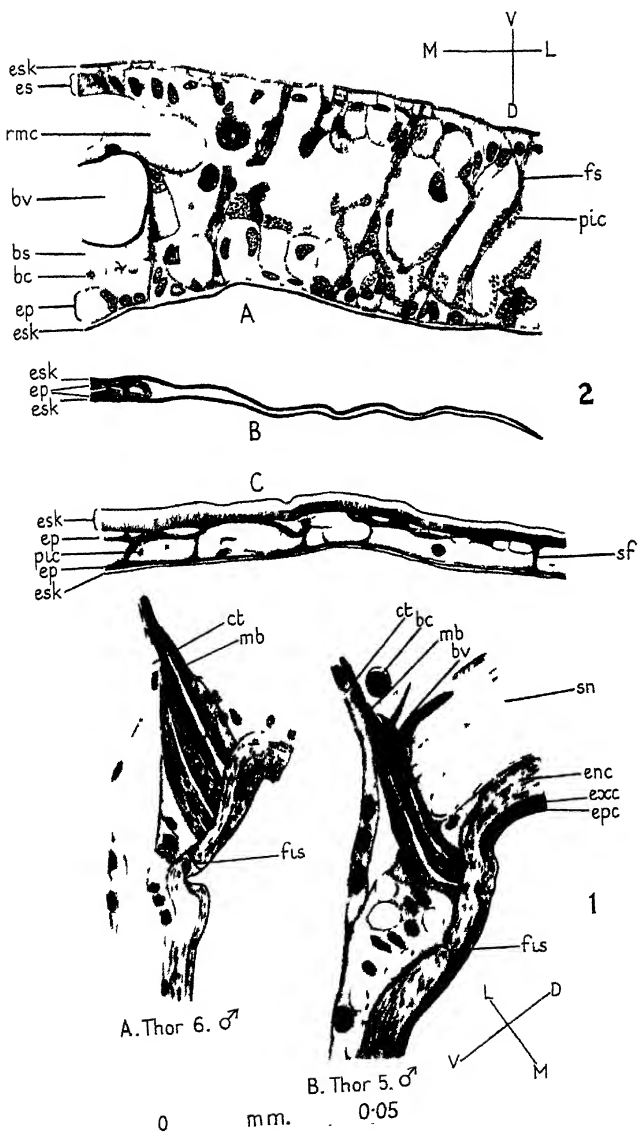 V
M L
D
esk
es
rmc
bv
bs
bc
ep
esk
fs
pic
A
esk
ep
esk
B
2
C
esk
ep
pic
ep
esk
sf
ct
mb
fis
A. Thor 6. ♂
ct
bc
mb
bv
sn
enc
exc
epc
1
fis
L D
V M
B. Thor 5. ♂
0 mm. 0·05